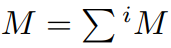 M = ∑ ⁱM